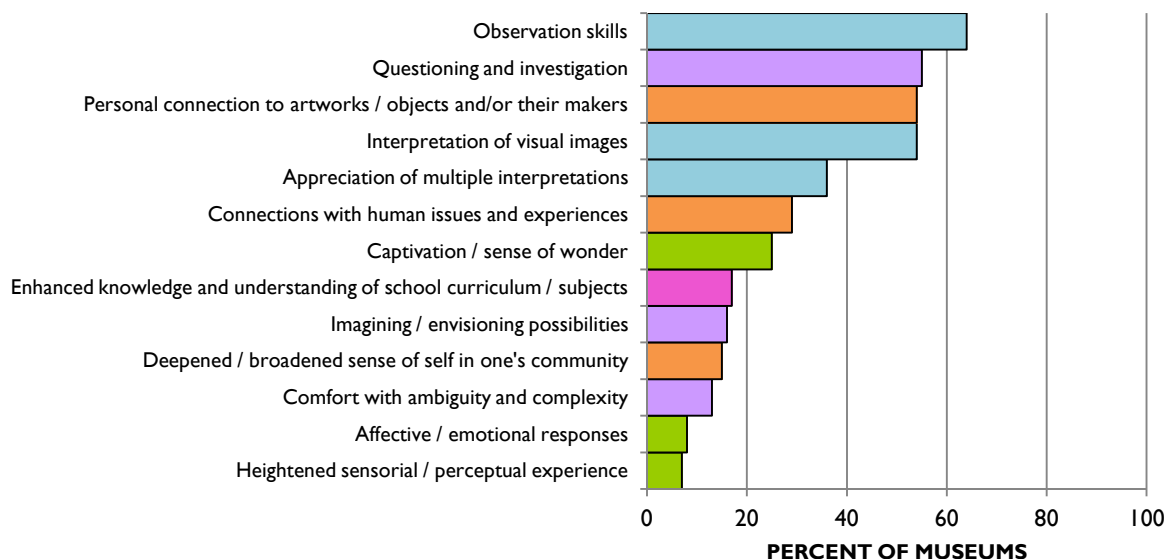 Observation skills
Questioning and investigation
Personal connection to artworks / objects and/or their makers
Interpretation of visual images
Appreciation of multiple interpretations
Connections with human issues and experiences
Captivation / sense of wonder
Enhanced knowledge and understanding of school curriculum / subjects
Imagining / envisioning possibilities
Deepened / broadened sense of self in one's community
Comfort with ambiguity and complexity
Affective / emotional responses
Heightened sensorial / perceptual experience
0 20 40 60 80 100
PERCENT OF MUSEUMS